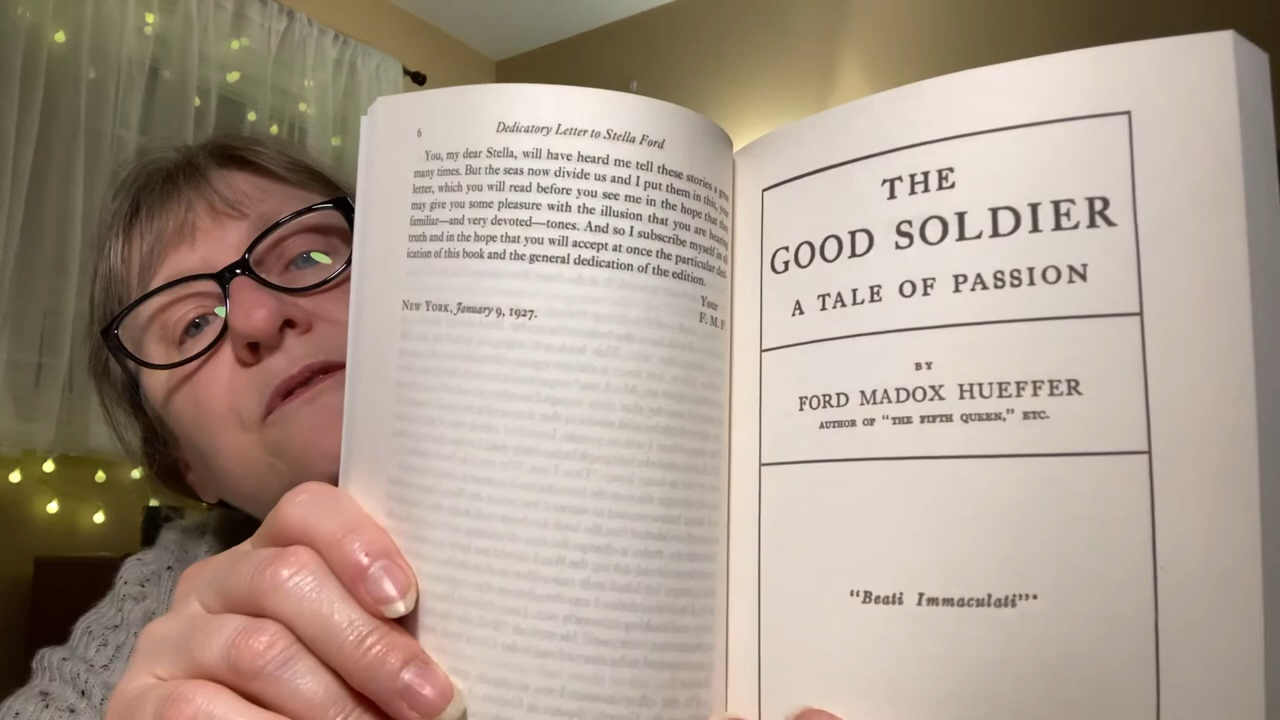 6
Dedicatory Letter to Stella Ford
You, my dear Stella, will have heard me tell these stories a
many times. But the seas now divide us and I put them in this,
letter, which you will read before you see me in the hope that
may give you some pleasure with the illusion that you are hearing
familiar—and very devoted—tones. And so I subscribe myself in
truth and in the hope that you will accept at once the particular ded-
ication of this book and the general dedication of the edition.
Your
F. M. F.
New York, January 9, 1927.
THE
GOOD SOLDIER
A TALE OF PASSION
BY
FORD MADOX HUEFFER
AUTHOR OF "THE FIFTH QUEEN," ETC.
"Beati Immaculati"*